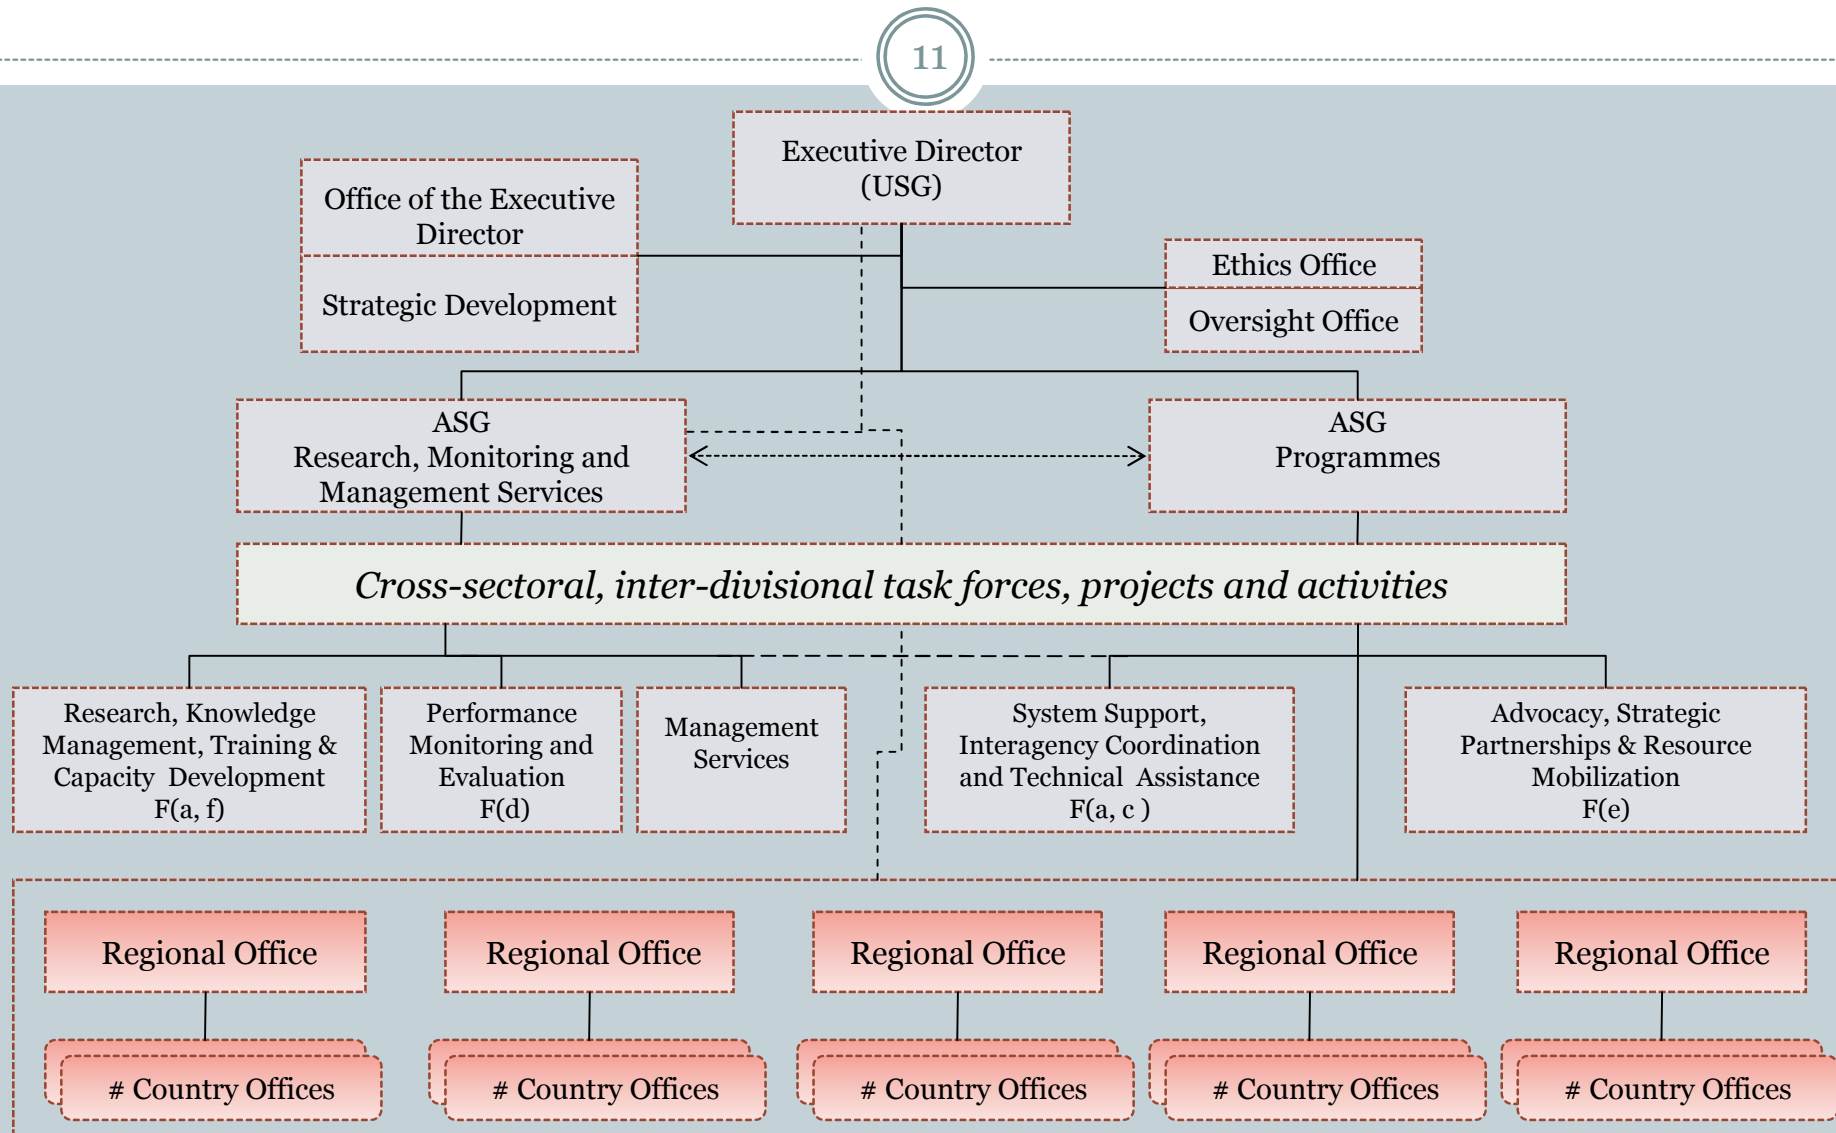 11
Executive Director
(USG)
Office of the Executive
Director
Strategic Development
Ethics Office
Oversight Office
ASG
Research, Monitoring and
Management Services
ASG
Programmes
Cross-sectoral, inter-divisional task forces, projects and activities
Research, Knowledge
Management, Training &
Capacity Development
F(a, f)
Performance
Monitoring and
Evaluation
F(d)
Management
Services
System Support,
Interagency Coordination
and Technical Assistance
F(a, c )
Advocacy, Strategic
Partnerships & Resource
Mobilization
F(e)
Regional Office
Regional Office
Regional Office
Regional Office
Regional Office
# Country Offices
# Country Offices
# Country Offices
# Country Offices
# Country Offices